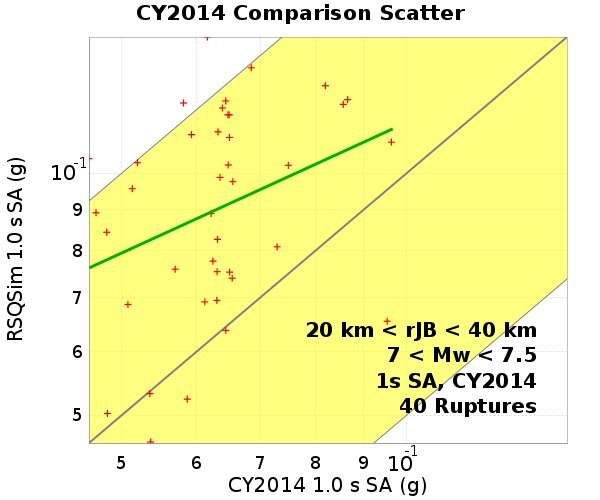 CY2014 Comparison Scatter
RSQSim 1.0 s SA (g)
10-1
9
8
7
6
5
20 km < rJB < 40 km
7 < Mw < 7.5
1s SA, CY2014
40 Ruptures
5 6 7 8 9 10-1
CY2014 1.0 s SA (g)